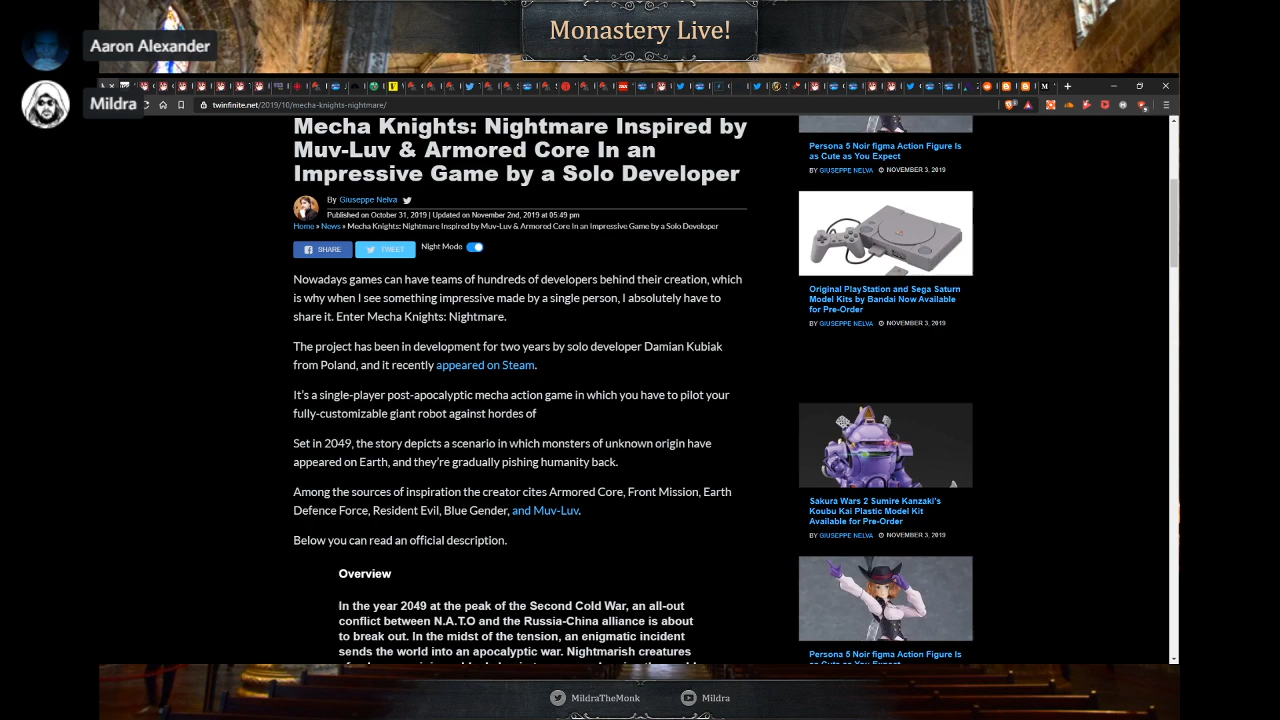 Monastery Live!
Aaron Alexander
Mildra
twinfinite.net/2019/10/mecha-knights-nightmare/
Mecha Knights: Nightmare Inspired by
Muv-Luv & Armored Core In an
Impressive Game by a Solo Developer
By Giuseppe Nelva
Published on October 31, 2019 | Updated on November 2nd, 2019 at 05:49 pm
Home » News » Mecha Knights: Nightmare Inspired by Muv-Luv & Armored Core In an Impressive Game by a Solo Developer
SHARE TWEET Night Mode
Nowadays games can have teams of hundreds of developers behind their creation, which
is why when I see something impressive made by a single person, I absolutely have to
share it. Enter Mecha Knights: Nightmare.
The project has been in development for two years by solo developer Damian Kubiak
from Poland, and it recently appeared on Steam.
It's a single-player post-apocalyptic mecha action game in which you have to pilot your
fully-customizable giant robot against hordes of
Set in 2049, the story depicts a scenario in which monsters of unknown origin have
appeared on Earth, and they're gradually pishing humanity back.
Among the sources of inspiration the creator cites Armored Core, Front Mission, Earth
Defence Force, Resident Evil, Blue Gender, and Muv-Luv.
Below you can read an official description.
Overview
In the year 2049 at the peak of the Second Cold War, an all-out
conflict between N.A.T.O and the Russia-China alliance is about
to break out. In the midst of the tension, an enigmatic incident
sends the world into an apocalyptic war. Nightmarish creatures
Persona 5 Noir figma Action Figure Is
as Cute as You Expect
BY GIUSEPPE NELVA NOVEMBER 3, 2019
Original PlayStation and Sega Saturn
Model Kits by Bandai Now Available
for Pre-Order
BY GIUSEPPE NELVA NOVEMBER 3, 2019
Sakura Wars 2 Sumire Kanzaki's
Koubu Kai Plastic Model Kit
Available for Pre-Order
BY GIUSEPPE NELVA NOVEMBER 3, 2019
Persona 5 Noir figma Action Figure Is
as Cute as You Expect
MildraTheMonk Mildra